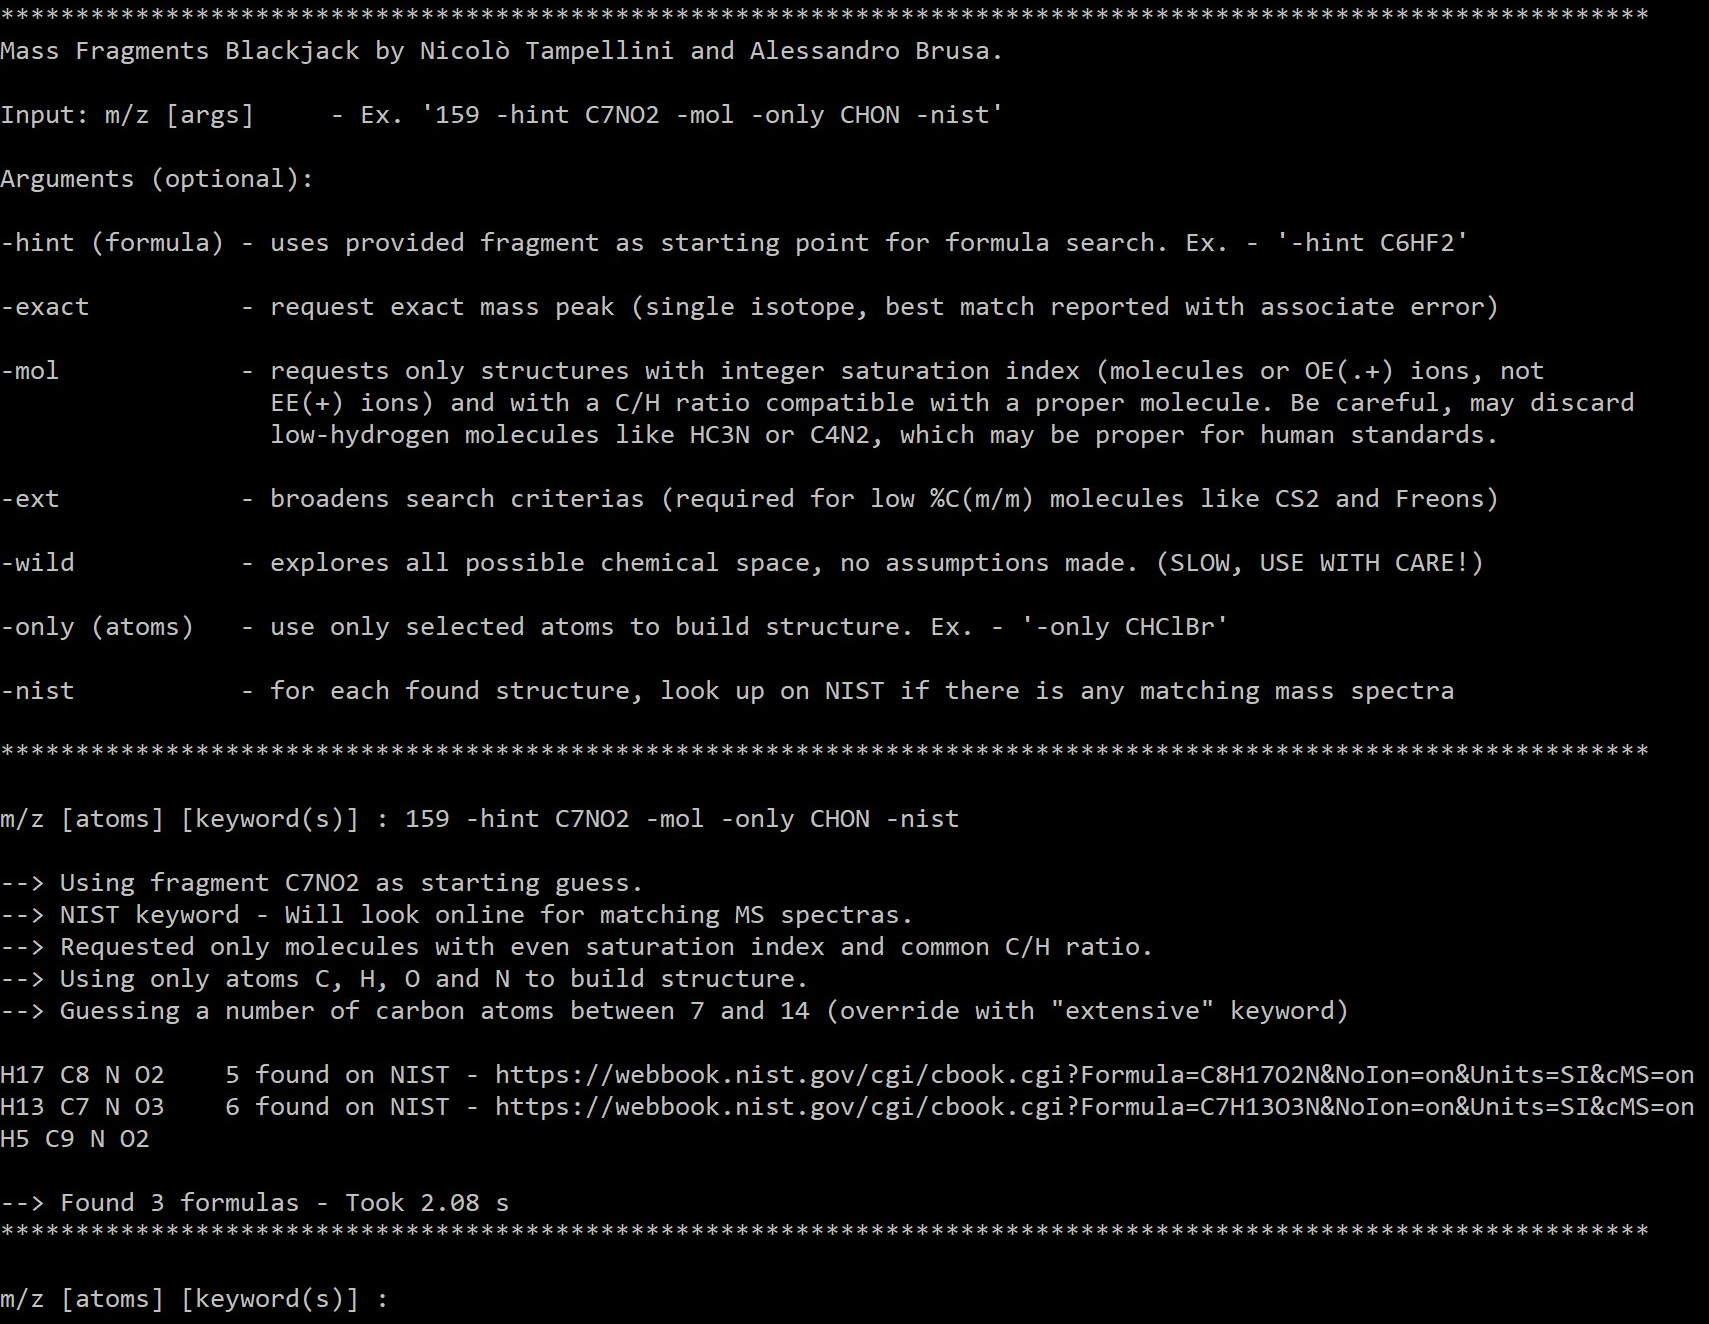 **************************************************************************************************************
Mass Fragments Blackjack by Nicolò Tampellini and Alessandro Brusa.
Input: m/z [args]     - Ex. '159 -hint C7NO2 -mol -only CHON -nist'
Arguments (optional):
-hint (formula) - uses provided fragment as starting point for formula search. Ex. - '-hint C6HF2'
-exact          - request exact mass peak (single isotope, best match reported with associate error)
-mol            - requests only structures with integer saturation index (molecules or OE(.+) ions, not
                  EE(+) ions) and with a C/H ratio compatible with a proper molecule. Be careful, may discard
                  low-hydrogen molecules like HC3N or C4N2, which may be proper for human standards.
-ext            - broadens search criterias (required for low %C(m/m) molecules like CS2 and Freons)
-wild           - explores all possible chemical space, no assumptions made. (SLOW, USE WITH CARE!)
-only (atoms)   - use only selected atoms to build structure. Ex. - '-only CHClBr'
-nist           - for each found structure, look up on NIST if there is any matching mass spectra
**************************************************************************************************************
m/z [atoms] [keyword(s)] : 159 -hint C7NO2 -mol -only CHON -nist
--> Using fragment C7NO2 as starting guess.
--> NIST keyword - Will look online for matching MS spectras.
--> Requested only molecules with even saturation index and common C/H ratio.
--> Using only atoms C, H, O and N to build structure.
--> Guessing a number of carbon atoms between 7 and 14 (override with "extensive" keyword)
H17 C8 N O2    5 found on NIST - https://webbook.nist.gov/cgi/cbook.cgi?Formula=C8H17O2N&NoIon=on&Units=SI&cMS=on
H13 C7 N O3    6 found on NIST - https://webbook.nist.gov/cgi/cbook.cgi?Formula=C7H13O3N&NoIon=on&Units=SI&cMS=on
H5 C9 N O2
--> Found 3 formulas - Took 2.08 s
**************************************************************************************************************
m/z [atoms] [keyword(s)] :